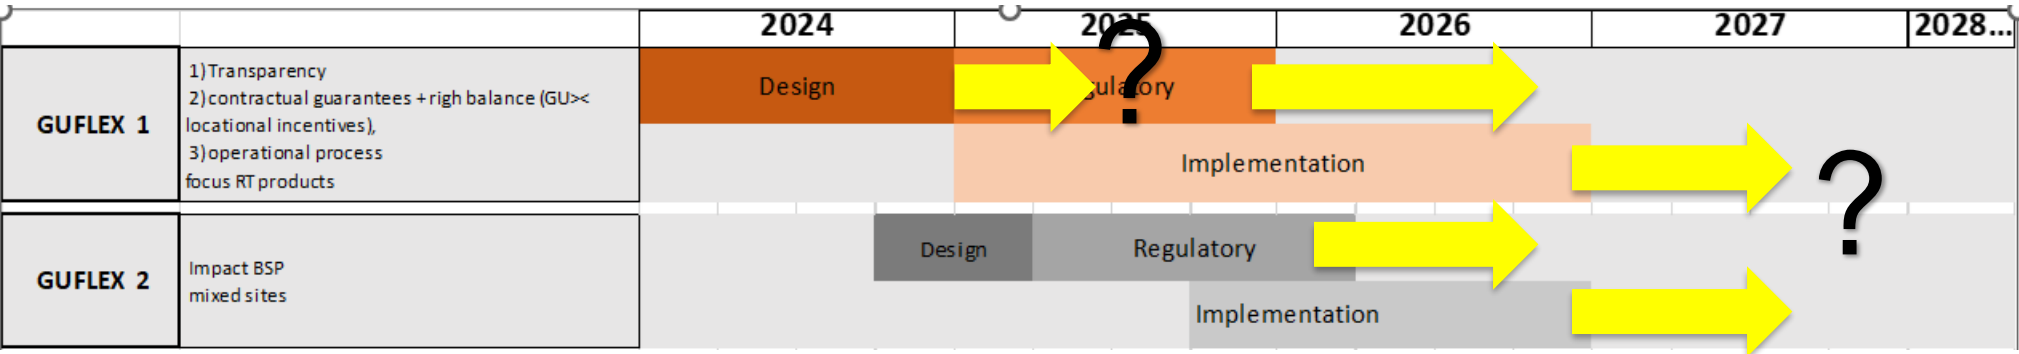 2024 2025 2026 2027 2028...
GUFLEX 1
1)Transparency
2)contractual guarantees + righ balance (GU><
locational incentives),
3)operational process
focus RT products
Design
?
gulatory
Implementation
?
GUFLEX 2
Impact BSP
mixed sites
Design
Regulatory
Implementation